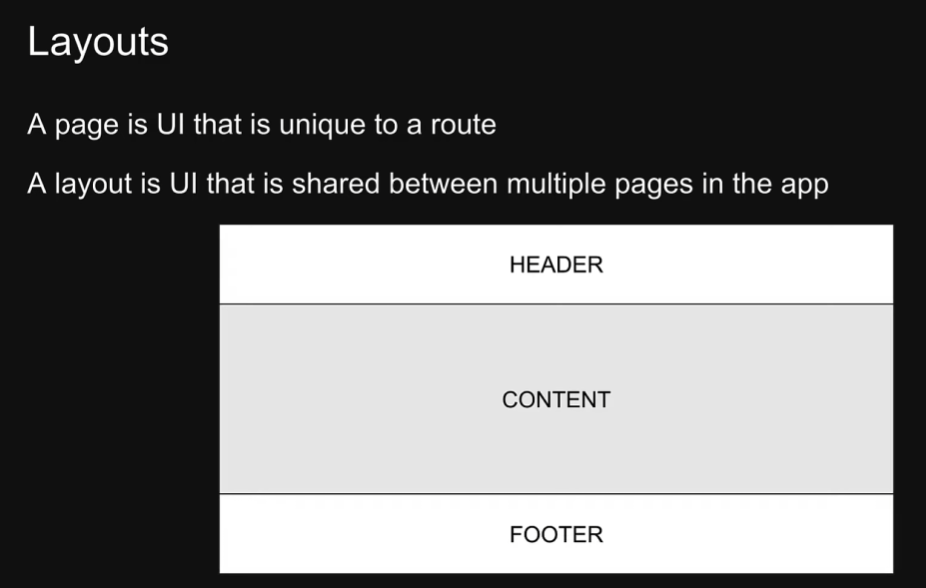 Layouts
A page is UI that is unique to a route
A layout is UI that is shared between multiple pages in the app
HEADER
CONTENT
FOOTER